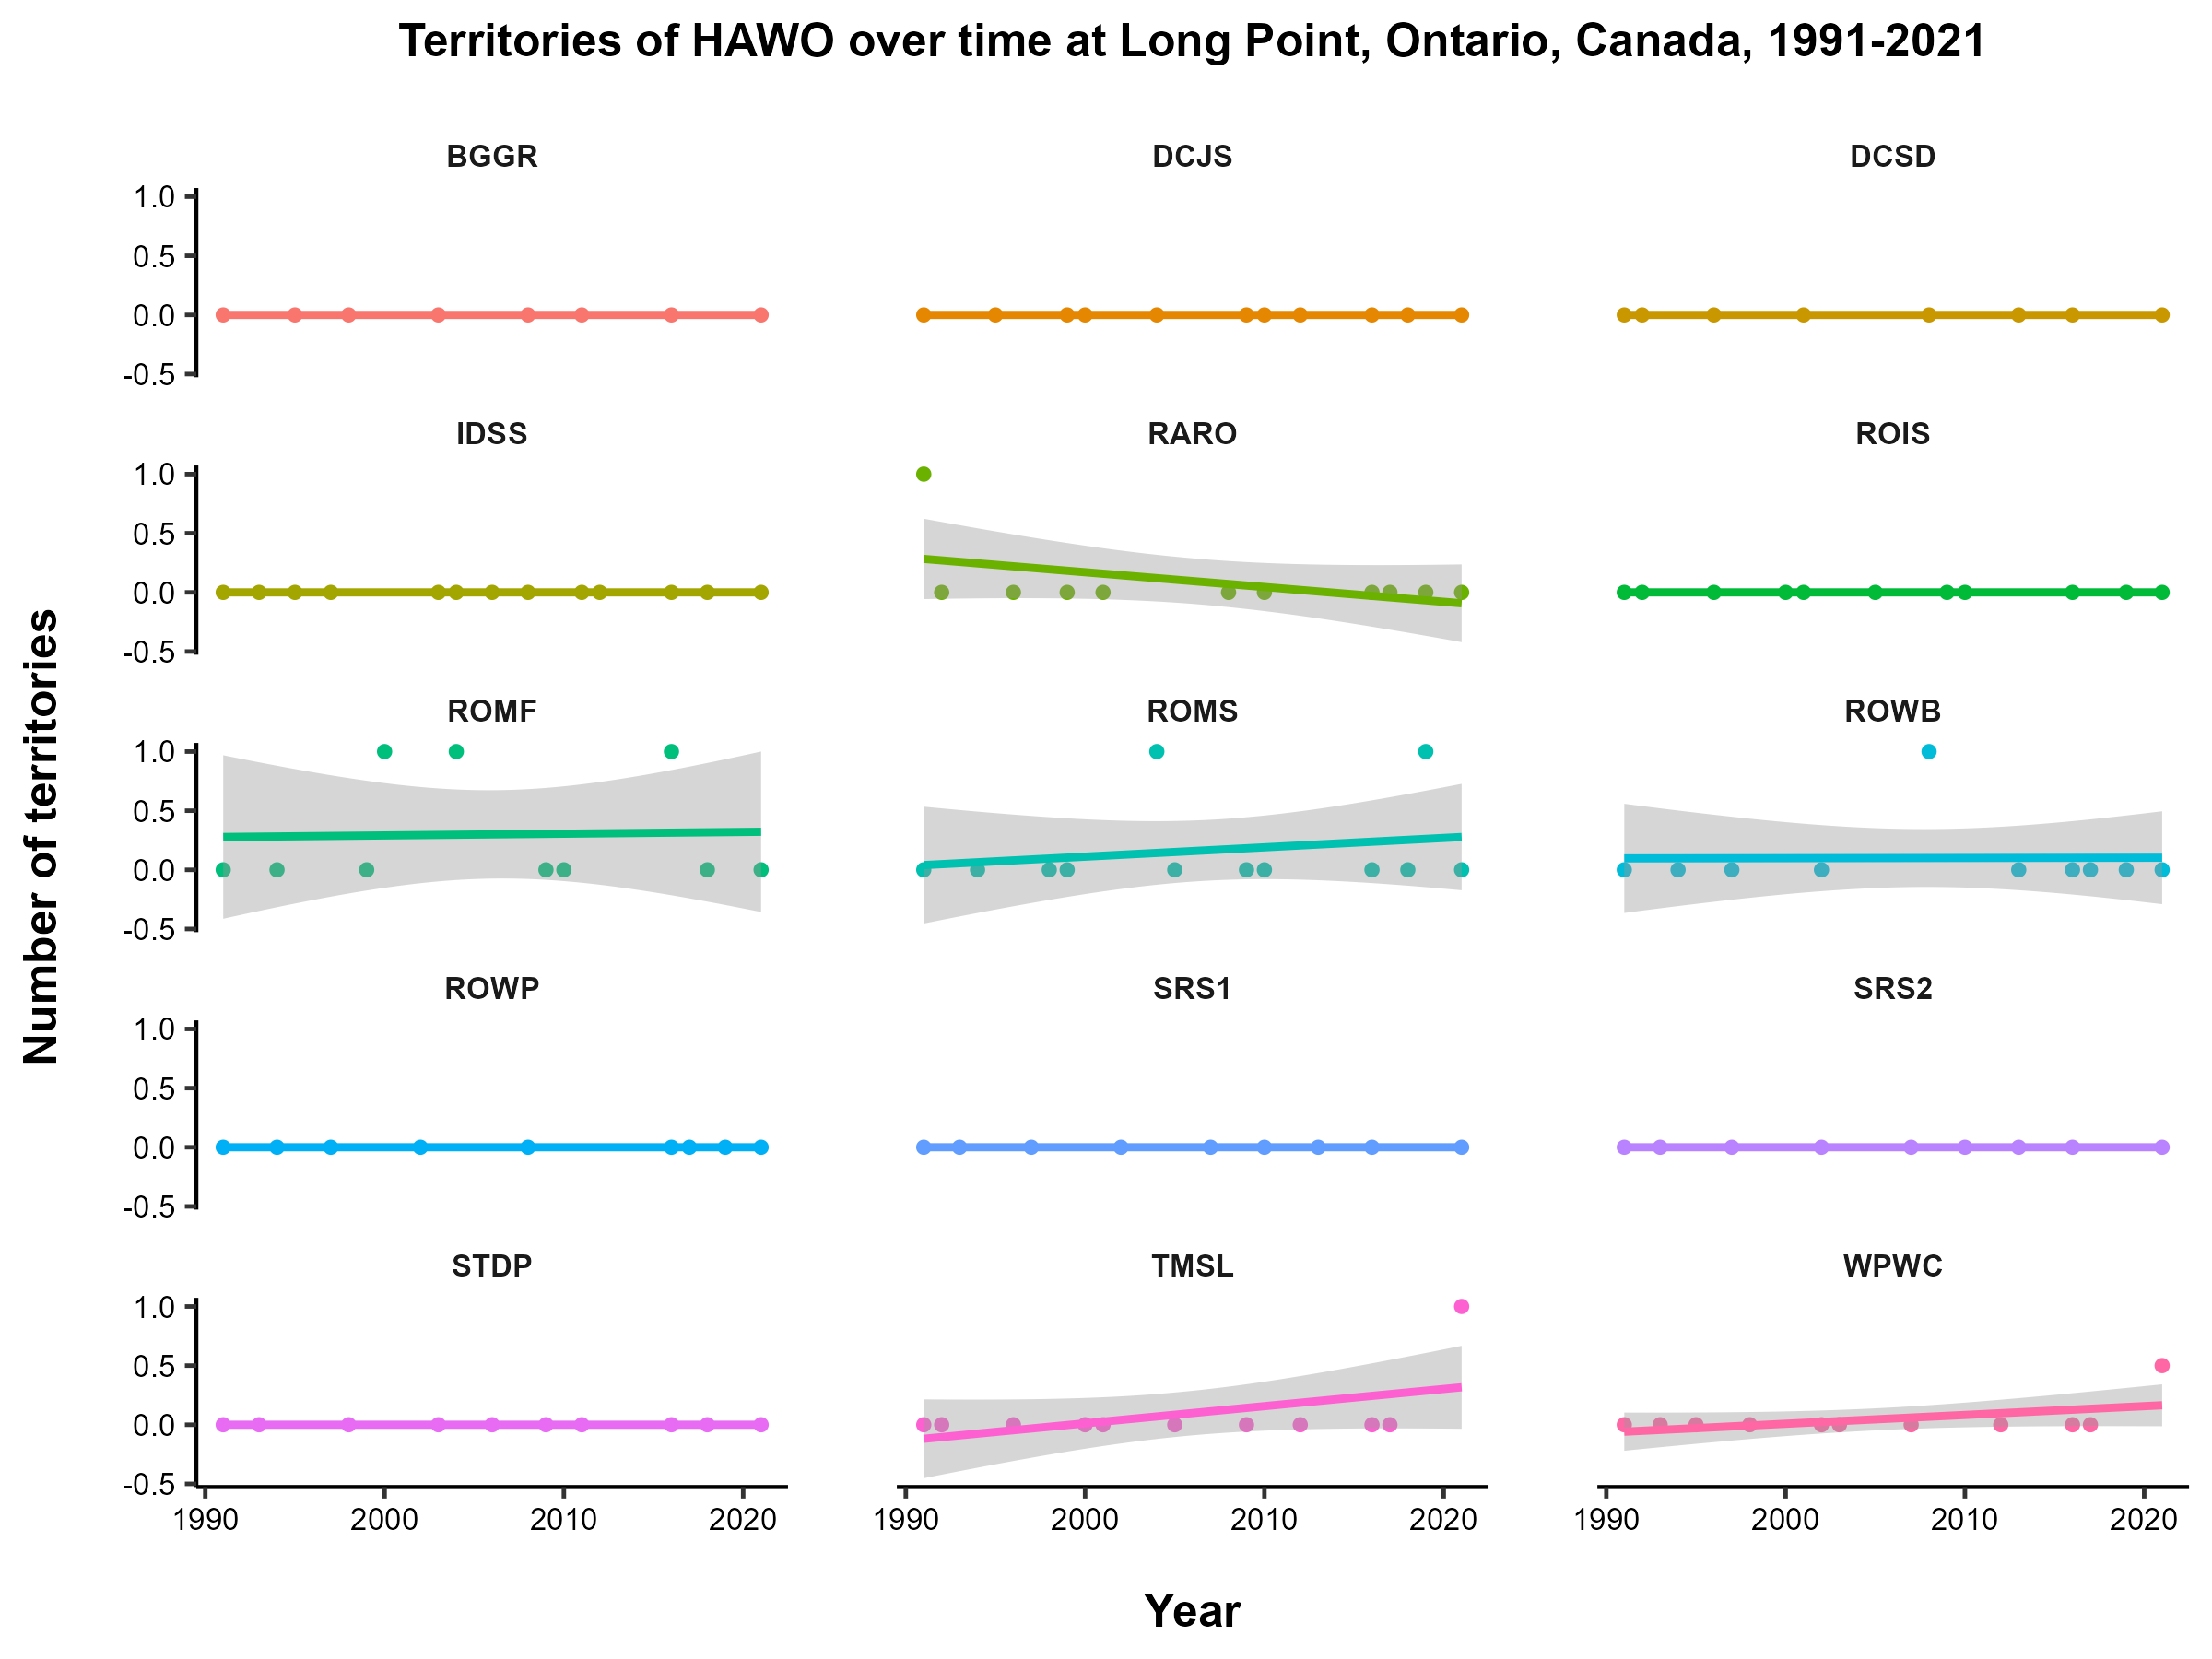 Territories of HAWO over time at Long Point, Ontario, Canada, 1991-2021
BGGR DCJS DCSD
1.0
0.5
0.0
-0.5
IDSS RARO ROIS
1.0
0.5
0.0
-0.5
ROMF ROMS ROWB
1.0
0.5
0.0
-0.5
ROWP SRS1 SRS2
1.0
0.5
0.0
-0.5
STDP TMSL WPWC
1.0
0.5
0.0
-0.5
1990 2000 2010 2020 1990 2000 2010 2020 1990 2000 2010 2020
Year
Number of territories